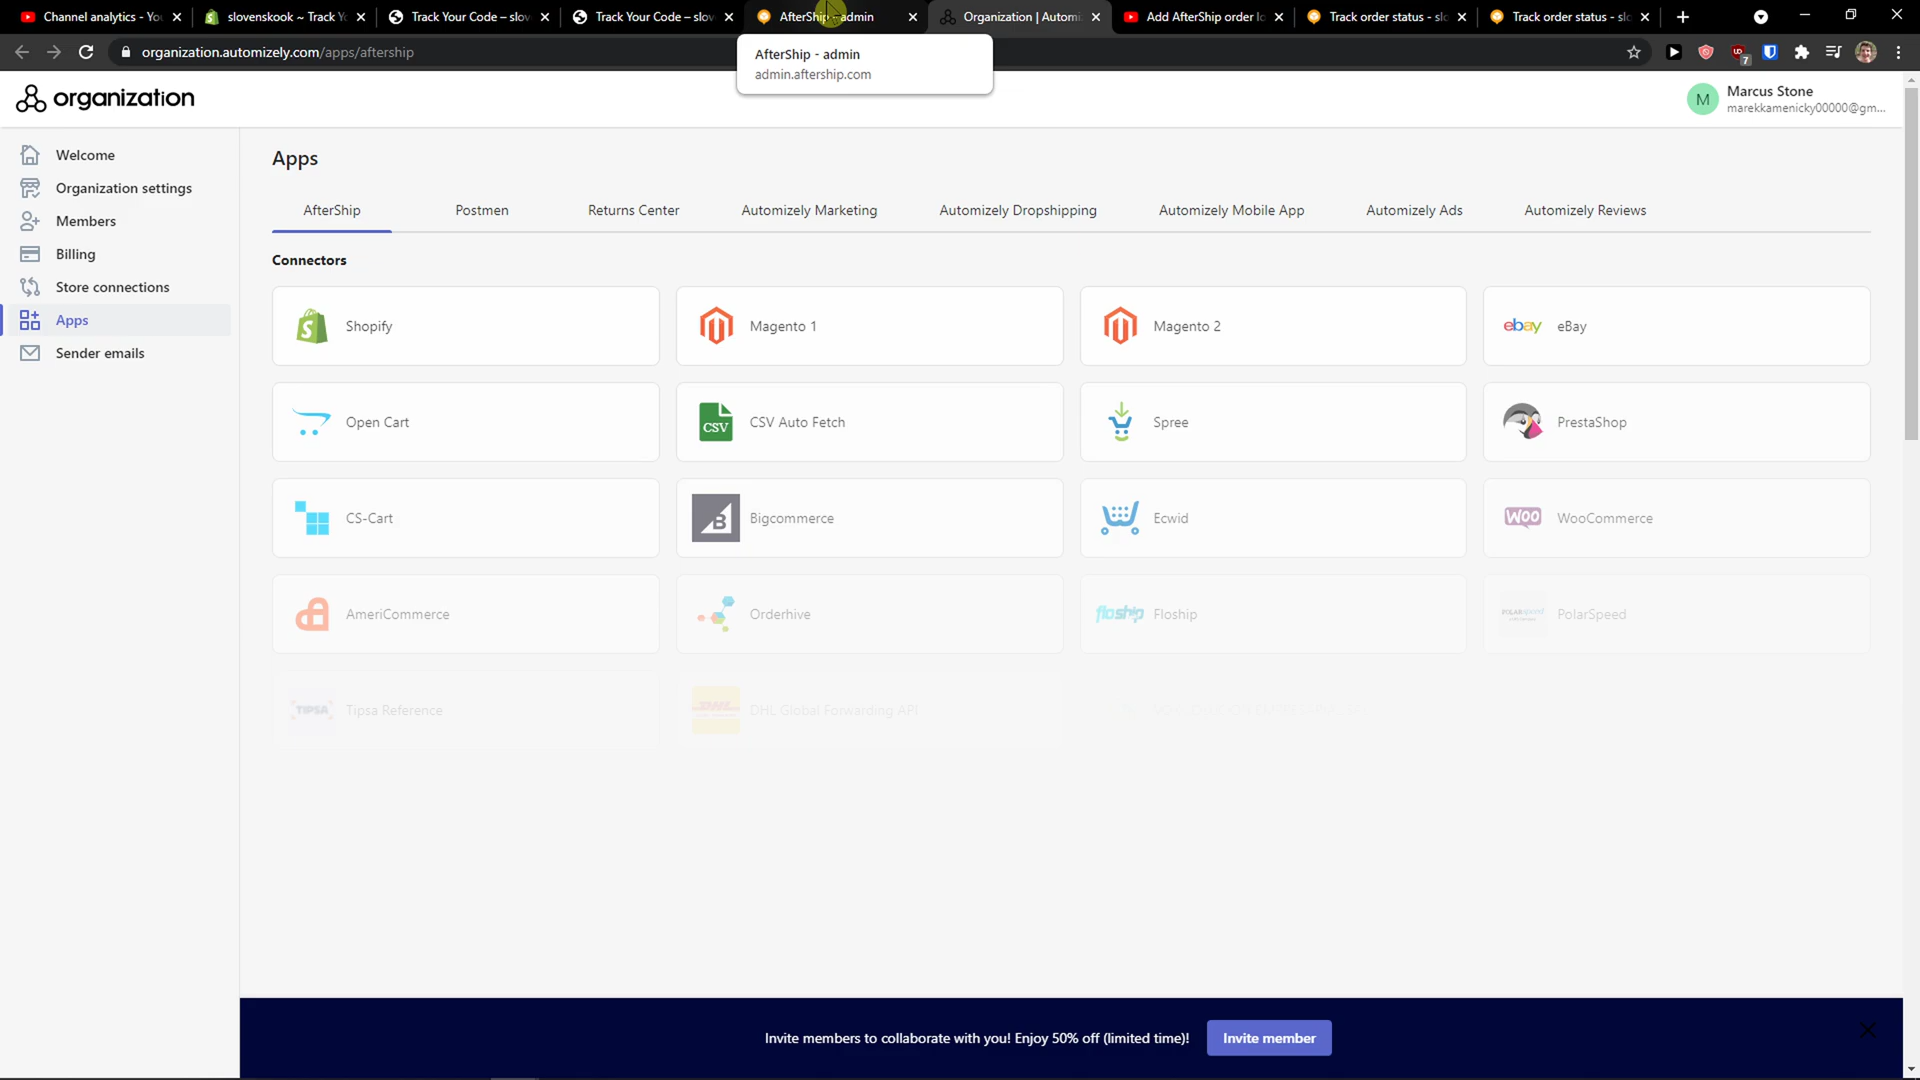 Channel analytics - Yo
slovenskook ~ Track Y
Track Your Code – slov
Track Your Code – slov
AfterShip - admin
Organization | Automi
Add AfterShip order lo
Track order status - slo
Track order status - slo
organization.automizely.com/apps/aftership
7
AfterShip - admin
admin.aftership.com
organization
M
Marcus Stone
marekkamenicky00000@gm...
Welcome
Organization settings
Members
Billing
Store connections
Apps
Sender emails
Apps
AfterShip
Postmen
Returns Center
Automizely Marketing
Automizely Dropshipping
Automizely Mobile App
Automizely Ads
Automizely Reviews
Connectors
Shopify
Magento 1
Magento 2
ebay
eBay
Open Cart
CSV
CSV Auto Fetch
Spree
PrestaShop
CS-Cart
B
Bigcommerce
Ecwid
WOO
WooCommerce
AmeriCommerce
Orderhive
floship
Floship
POLARspeed
PolarSpeed
TIPSA
Tipsa Reference
DHL
DHL Global Forwarding API
Invite members to collaborate with you! Enjoy 50% off (limited time)!
Invite member